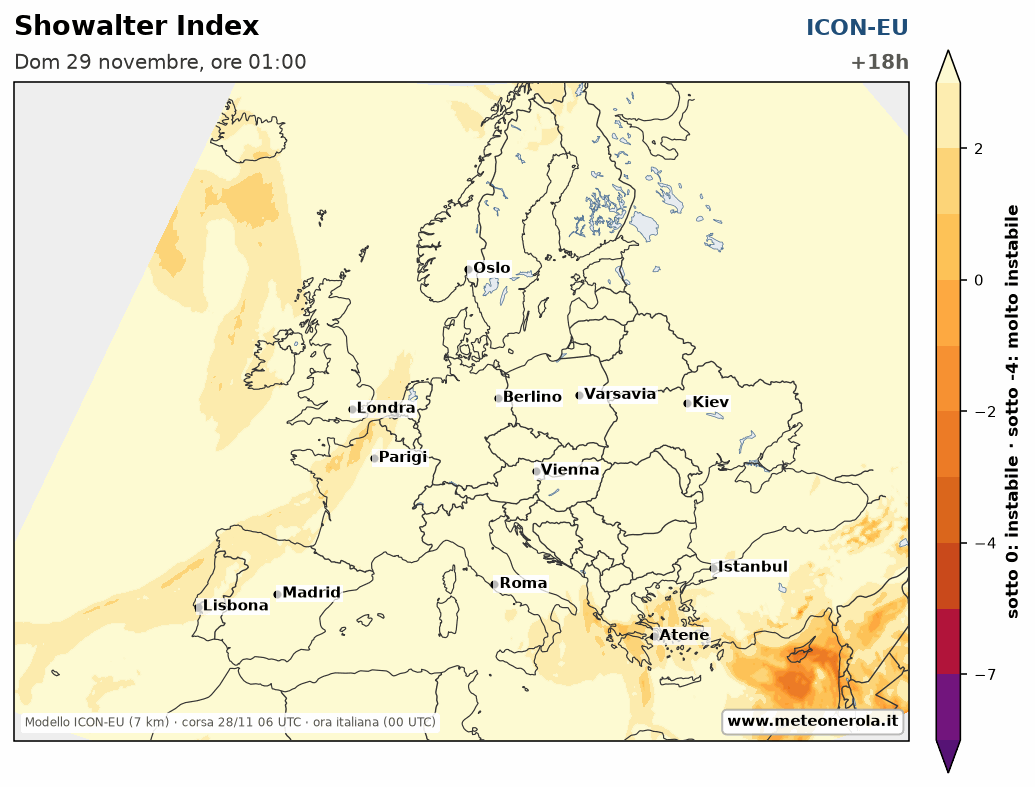 Showalter Index
ICON-EU
Dom 29 novembre, ore 01:00
+18h
Oslo
Londra
Berlino
Varsavia
Kiev
Parigi
Vienna
Istanbul
Roma
Madrid
Lisbona
Atene
2
0
−2
−4
−7
sotto 0: instabile · sotto -4: molto instabile
Modello ICON-EU (7 km) · corsa 28/11 06 UTC · ora italiana (00 UTC)
www.meteonerola.it